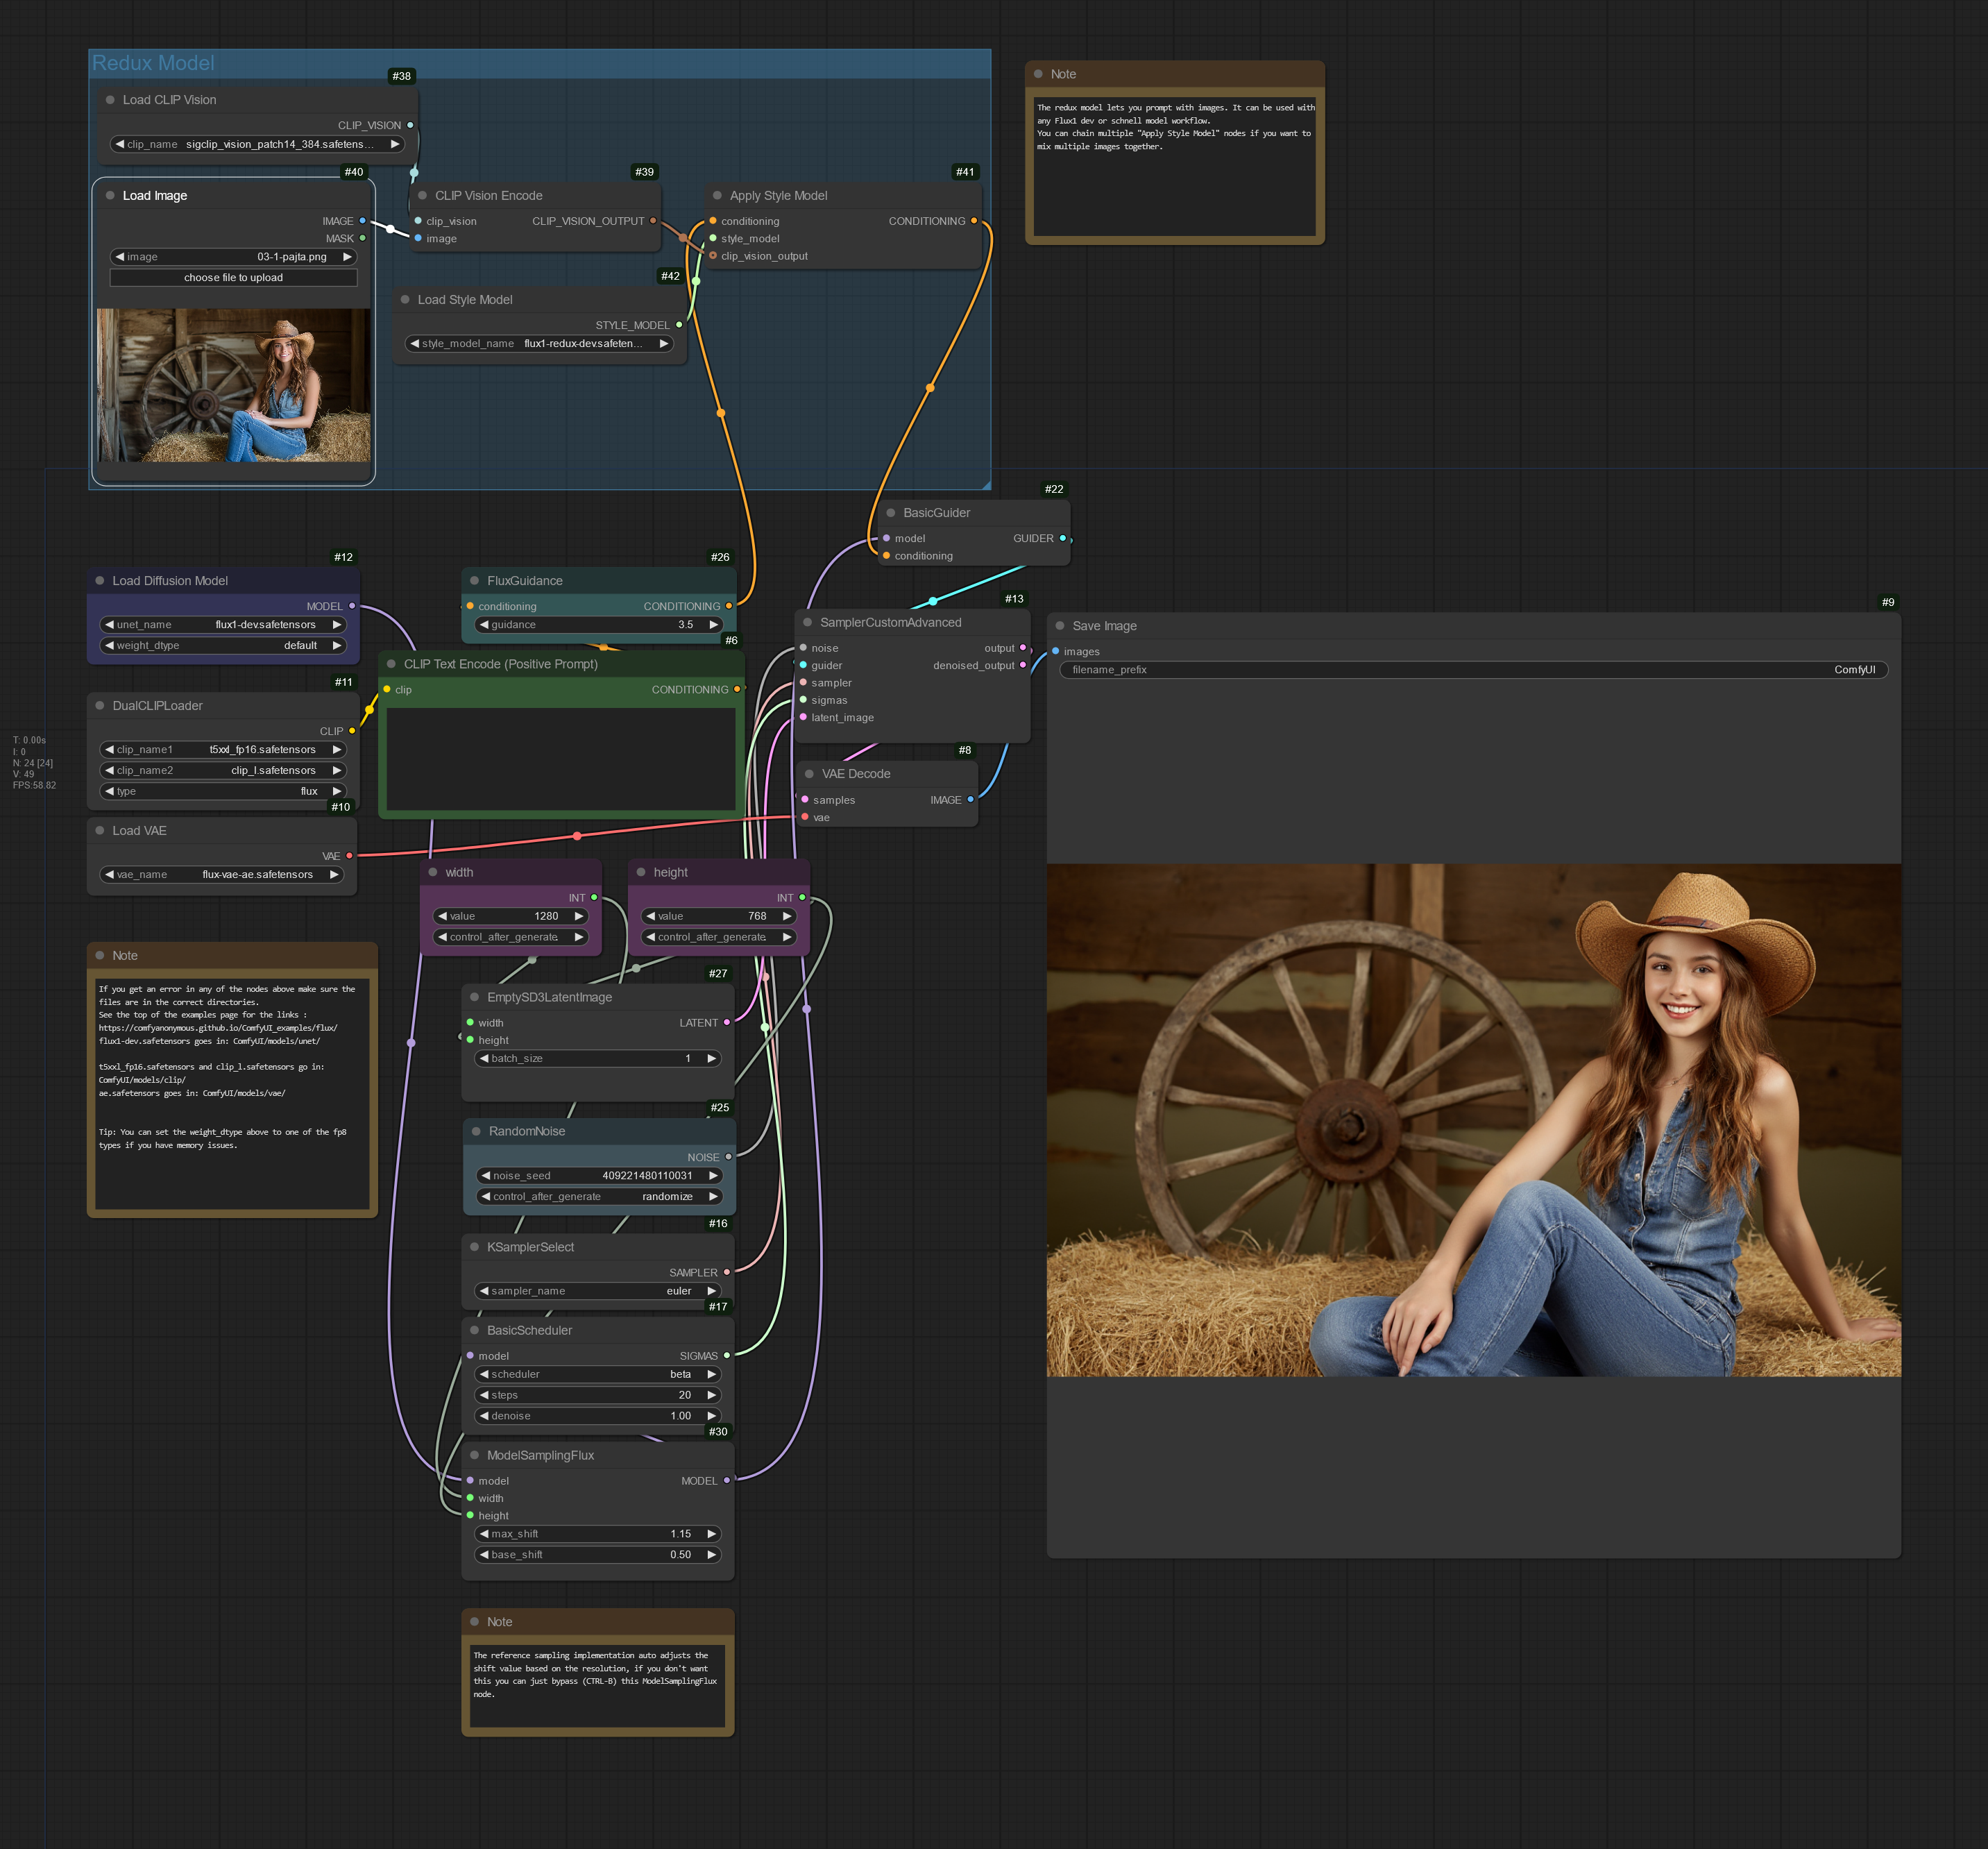 Redux Model
#38
Load CLIP Vision
CLIP_VISION
clip_name sigclip_vision_patch14_384.safetens...
#40
Load Image
IMAGE
MASK
image 03-1-pajta.png
choose file to upload
#39
CLIP Vision Encode
clip_vision CLIP_VISION_OUTPUT
image
#41
Apply Style Model
conditioning CONDITIONING
style_model
clip_vision_output
#42
Load Style Model
STYLE_MODEL
style_model_name flux1-redux-dev.safeten...
Note
The redux model lets you prompt with images. It can be used with
any Flux1 dev or schnell model workflow.
You can chain multiple "Apply Style Model" nodes if you want to
mix multiple images together.
#22
BasicGuider
model GUIDER
conditioning
#12
Load Diffusion Model
MODEL
unet_name flux1-dev.safetensors
weight_dtype default
#26
FluxGuidance
conditioning CONDITIONING
guidance 3.5
#6
CLIP Text Encode (Positive Prompt)
clip CONDITIONING
#13
SamplerCustomAdvanced
noise output
guider denoised_output
sampler
sigmas
latent_image
#9
Save Image
images
filename_prefix ComfyUI
#11
DualCLIPLoader
CLIP
clip_name1 t5xxl_fp16.safetensors
clip_name2 clip_l.safetensors
type flux
T: 0.00s
I: 0
N: 24 [24]
V: 49
FPS:58.82
#8
VAE Decode
samples IMAGE
vae
#10
Load VAE
VAE
vae_name flux-vae-ae.safetensors
width
INT
value 1280
control_after_generate
height
INT
value 768
control_after_generate
Note
If you get an error in any of the nodes above make sure the
files are in the correct directories.
See the top of the examples page for the links :
https://comfyanonymous.github.io/ComfyUI_examples/flux/
flux1-dev.safetensors goes in: ComfyUI/models/unet/
t5xxl_fp16.safetensors and clip_l.safetensors go in:
ComfyUI/models/clip/
ae.safetensors goes in: ComfyUI/models/vae/
Tip: You can set the weight_dtype above to one of the fp8
types if you have memory issues.
#27
EmptySD3LatentImage
width LATENT
height
batch_size 1
#25
RandomNoise
NOISE
noise_seed 409221480110031
control_after_generate randomize
#16
KSamplerSelect
SAMPLER
sampler_name euler
#17
BasicScheduler
model SIGMAS
scheduler beta
steps 20
denoise 1.00
#30
ModelSamplingFlux
model MODEL
width
height
max_shift 1.15
base_shift 0.50
Note
The reference sampling implementation auto adjusts the
shift value based on the resolution, if you don't want
this you can just bypass (CTRL-B) this ModelSamplingFlux
node.